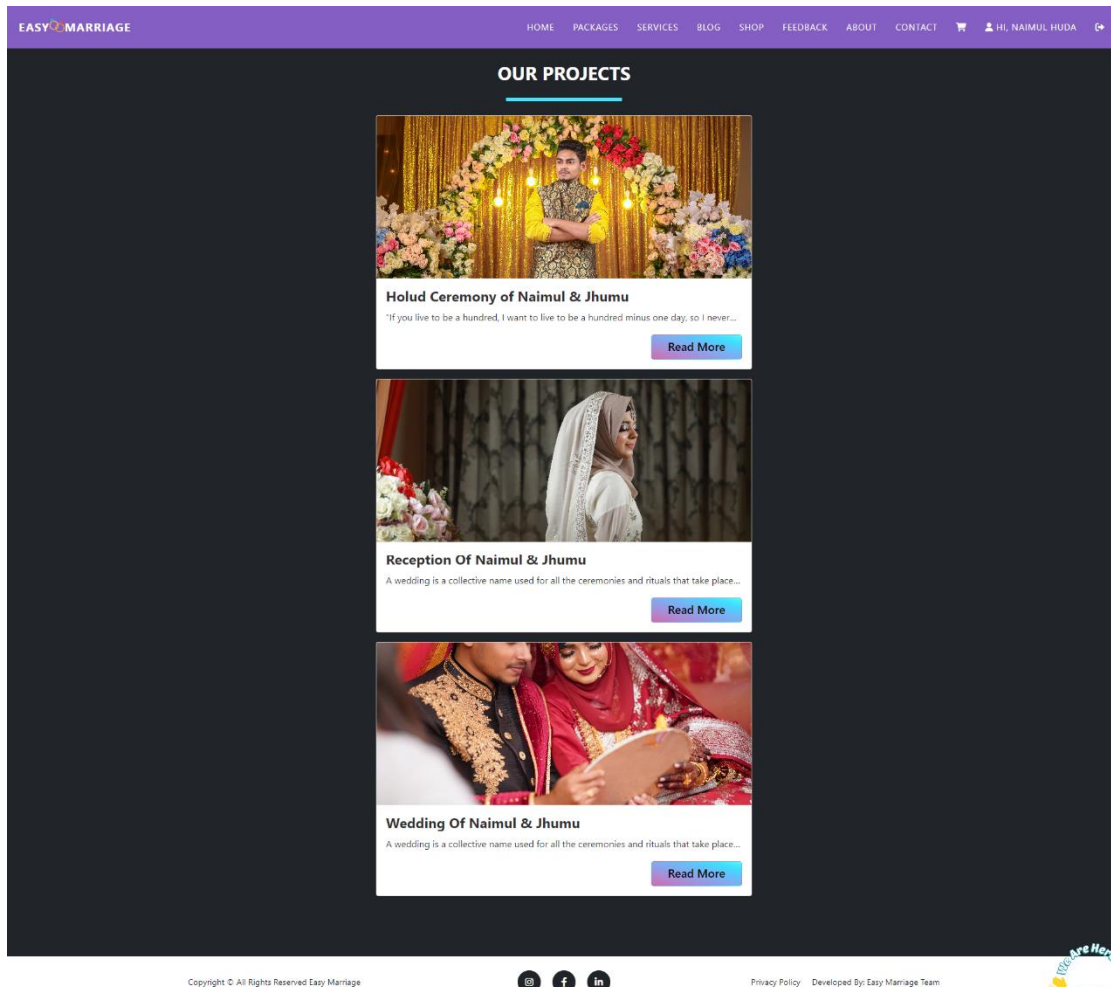 EASY MARRIAGE
HOME PACKAGES SERVICES BLOG SHOP FEEDBACK ABOUT CONTACT HI, NAIMUL HUDA
OUR PROJECTS
Holud Ceremony of Naimul & Jhumu
"If you live to be a hundred, I want to live to be a hundred minus one day, so I never...
Read More
Reception Of Naimul & Jhumu
A wedding is a collective name used for all the ceremonies and rituals that take place...
Read More
Wedding Of Naimul & Jhumu
A wedding is a collective name used for all the ceremonies and rituals that take place...
Read More
We Are Her
Copyright © All Rights Reserved Easy Marriage Privacy Policy Developed By: Easy Marriage Team